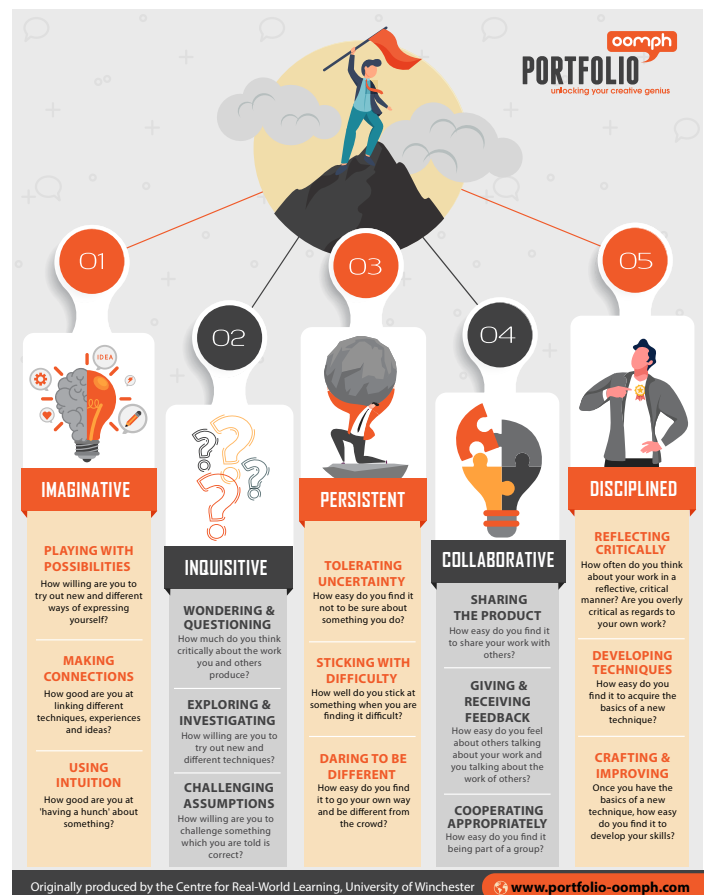 oomph
PORTFOLIO
unlocking your creative genius
01
IDEA
IMAGINATIVE
PLAYING WITH
POSSIBILITIES
How willing are you to
try out new and different
ways of expressing
yourself?
MAKING
CONNECTIONS
How good are you at
linking different
techniques, experiences
and ideas?
USING
INTUITION
How good are you at
'having a hunch' about
something?
02
? ? ? ?
INQUISITIVE
WONDERING &
QUESTIONING
How much do you think
critically about the work
you and others
produce?
EXPLORING &
INVESTIGATING
How willing are you to
try out new and
different techniques?
CHALLENGING
ASSUMPTIONS
How willing are you to
challenge something
which you are told is
correct?
03
PERSISTENT
TOLERATING
UNCERTAINTY
How easy do you find it
not to be sure about
something you do?
STICKING WITH
DIFFICULTY
How well do you stick at
something when you are
finding it difficult?
DARING TO BE
DIFFERENT
How easy do you find
it to go your own way
and be different from
the crowd?
04
COLLABORATIVE
SHARING
THE PRODUCT
How easy do you find it
to share your work with
others?
GIVING &
RECEIVING
FEEDBACK
How easy do you feel
about others talking
about your work and
you talking about the
work of others?
COOPERATING
APPROPRIATELY
How easy do you find it
being part of a group?
05
DISCIPLINED
REFLECTING
CRITICALLY
How often do you think
about your work in a
reflective, critical
manner? Are you overly
critical as regards to
your own work?
DEVELOPING
TECHNIQUES
How easy do you
find it to acquire the
basics of a new
technique?
CRAFTING &
IMPROVING
Once you have the
basics of a new
technique, how easy
do you find it to
develop your skills?
Originally produced by the Centre for Real-World Learning, University of Winchester
www.portfolio-oomph.com